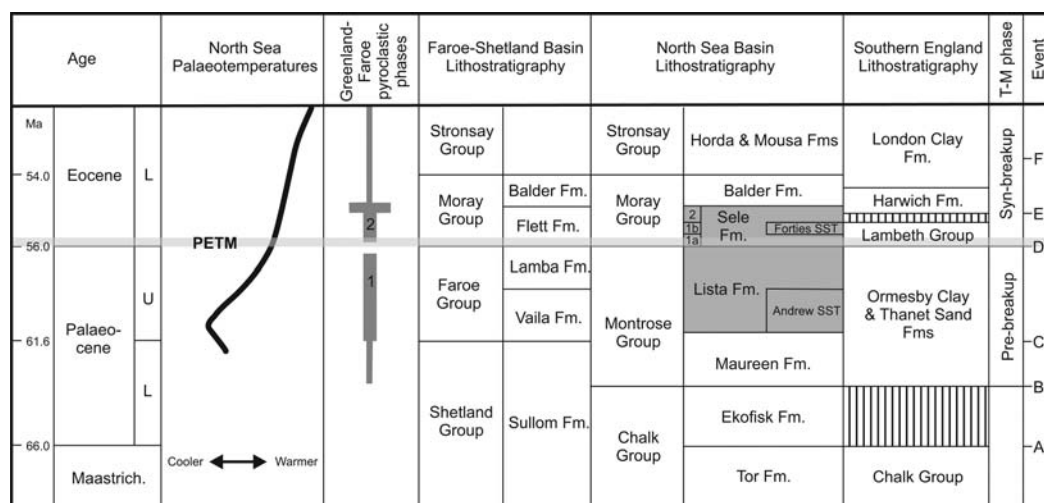 Age
North Sea
Palaeotemperatures
Greenland-
Faroe
pyroclastic
phases
Faroe-Shetland Basin
Lithostratigraphy
North Sea Basin
Lithostratigraphy
Southern England
Lithostratigraphy
T-M phase
Event
Ma
54.0
56.0
61.6
66.0
Eocene
L
Palaeo-
cene
U
L
Maastrich.
PETM
Cooler
Warmer
2
1
Stronsay
Group
Moray
Group
Balder Fm.
Flett Fm.
Faroe
Group
Lamba Fm.
Vaila Fm.
Shetland
Group
Sullom Fm.
Stronsay
Group
Horda & Mousa Fms
Moray
Group
Balder Fm.
2
1b
1a
Sele
Fm.
Forties SST
Montrose
Group
Lista Fm.
Andrew SST
Maureen Fm.
Chalk
Group
Ekofisk Fm.
Tor Fm.
London Clay
Fm.
Harwich Fm.
Lambeth Group
Ormesby Clay
& Thanet Sand
Fms
Chalk Group
Syn-breakup
Pre-breakup
F
E
D
C
B
A